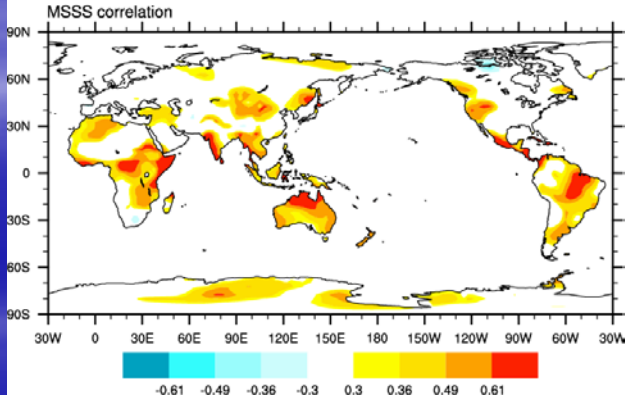 MSSS correlation
90N
60N
30N
0
30S
60S
90S
30W 0 30E 60E 90E 120E 150E 180 150W 120W 90W 60W 30W
-0.61 -0.49 -0.36 -0.3 0.3 0.36 0.49 0.61